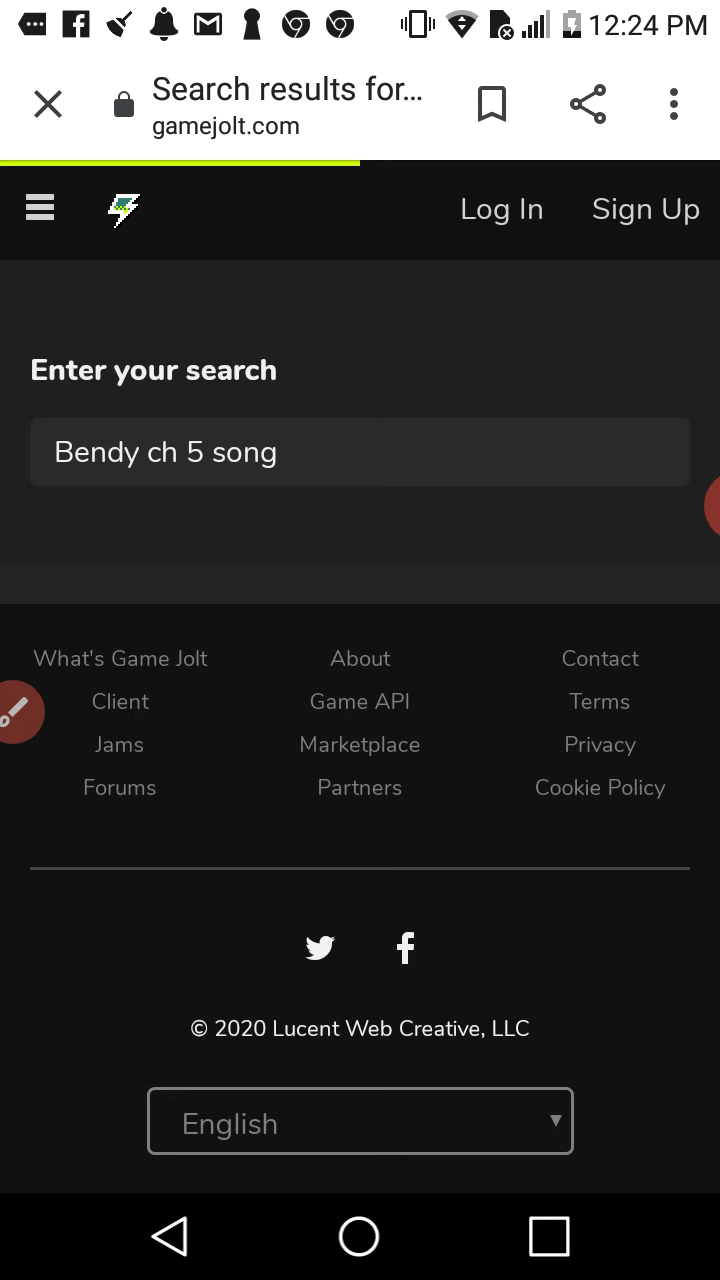 12:24 PM
Search results for...
gamejolt.com
Log In Sign Up
Enter your search
Bendy ch 5 song
What's Game Jolt About Contact
Client Game API Terms
Jams Marketplace Privacy
Forums Partners Cookie Policy
© 2020 Lucent Web Creative, LLC
English